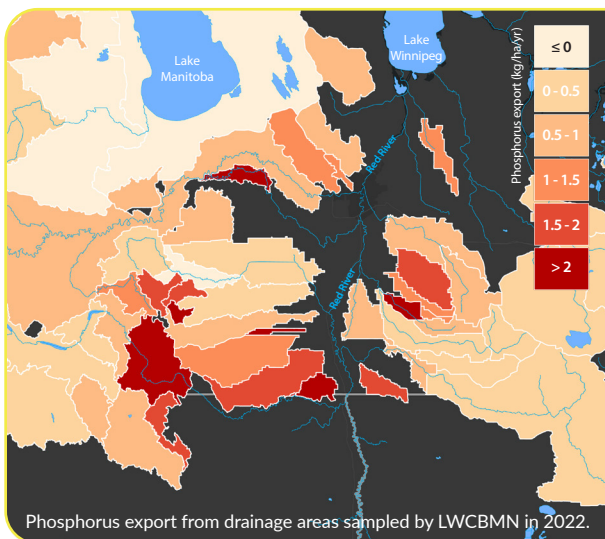 Lake
Manitoba
Lake
Winnipeg
Red River
Red River
Phosphorus export (kg/ha/yr)
≤ 0
0 - 0.5
0.5 - 1
1 - 1.5
1.5 - 2
> 2
Phosphorus export from drainage areas sampled by LWCBMN in 2022.